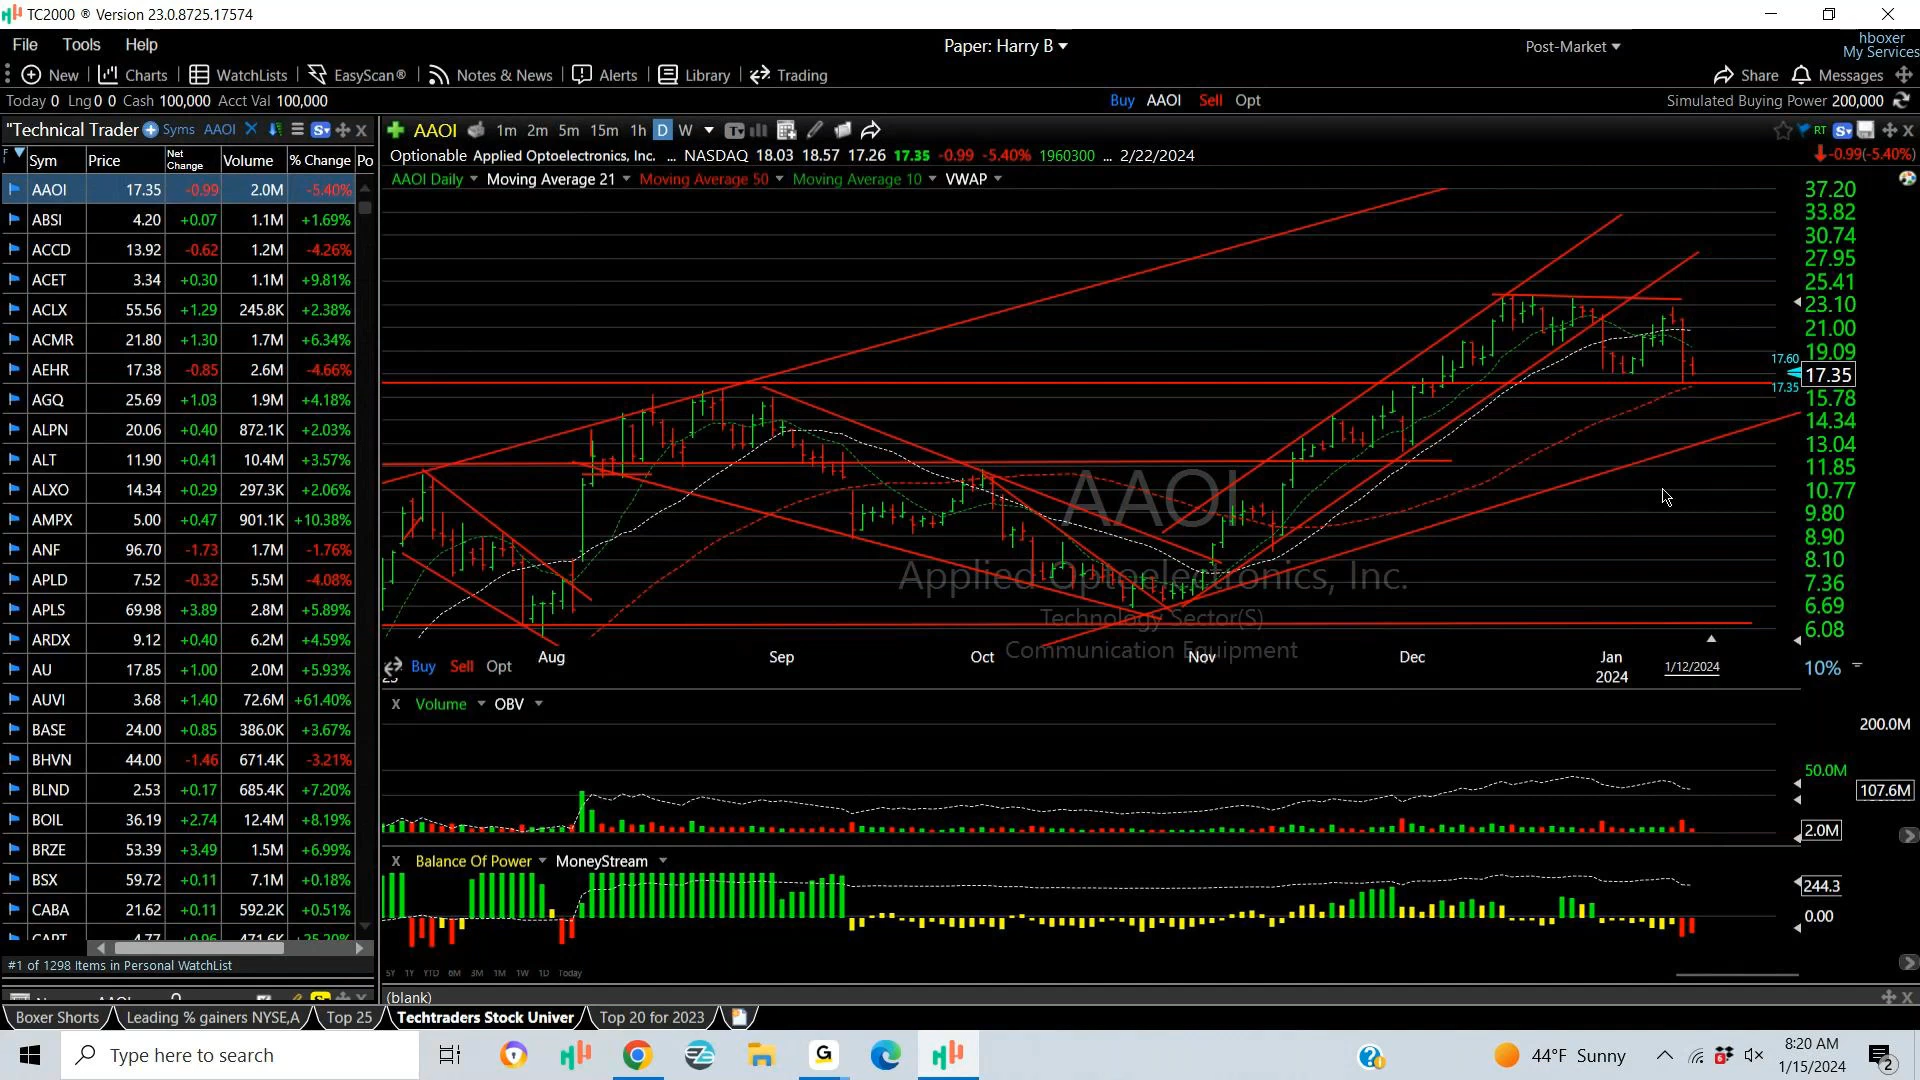 TC2000 ® Version 23.0.8725.17574
File Tools Help
Paper: Harry B
Post-Market
hboxer
My Services
New Charts WatchLists EasyScan® Notes & News Alerts Library Trading
Share Messages
Today 0 Lng 0 0 Cash 100,000 Acct Val 100,000
Buy AAOI Sell Opt
Simulated Buying Power 200,000
"Technical Trader Syms AAOI
AAOI 1m 2m 5m 15m 1h D W
RT
Optionable Applied Optoelectronics, Inc. ... NASDAQ 18.03 18.57 17.26 17.35 -0.99 -5.40% 1960300 ... 2/22/2024
-0.99(-5.40%)
AAOI Daily Moving Average 21 Moving Average 50 Moving Average 10 VWAP
Sym Price Net Change Volume % Change Po
AAOI 17.35 -0.99 2.0M -5.40%
ABSI 4.20 +0.07 1.1M +1.69%
ACCD 13.92 -0.62 1.2M -4.26%
ACET 3.34 +0.30 1.1M +9.81%
ACLX 55.56 +1.29 245.8K +2.38%
ACMR 21.80 +1.30 1.7M +6.34%
AEHR 17.38 -0.85 2.6M -4.66%
AGQ 25.69 +1.03 1.9M +4.18%
ALPN 20.06 +0.40 872.1K +2.03%
ALT 11.90 +0.41 10.4M +3.57%
ALXO 14.34 +0.29 297.3K +2.06%
AMPX 5.00 +0.47 901.1K +10.38%
ANF 96.70 -1.73 1.7M -1.76%
APLD 7.52 -0.32 5.5M -4.08%
APLS 69.98 +3.89 2.8M +5.89%
ARDX 9.12 +0.40 6.2M +4.59%
AU 17.85 +1.00 2.0M +5.93%
AUVI 3.68 +1.40 72.6M +61.40%
BASE 24.00 +0.85 386.0K +3.67%
BHVN 44.00 -1.46 671.4K -3.21%
BLND 2.53 +0.17 685.4K +7.20%
BOIL 36.19 +2.74 12.4M +8.19%
BRZE 53.39 +3.49 1.5M +6.99%
BSX 59.72 +0.11 7.1M +0.18%
CABA 21.62 +0.11 592.2K +0.51%
#1 of 1298 Items in Personal WatchList
37.20
33.82
30.74
27.95
25.41
23.10
21.00
19.09
17.60
17.35
17.35
15.78
14.34
13.04
11.85
10.77
9.80
8.90
8.10
7.36
6.69
6.08
10%
AAOI
Applied Optoelectronics, Inc.
Technology Sector(S)
Communication Equipment
Aug Sep Oct Nov Dec Jan
2024
1/12/2024
Buy Sell Opt
X Volume OBV
200.0M
50.0M
107.6M
2.0M
X Balance Of Power MoneyStream
244.3
0.00
5Y 1Y YTD 6M 3M 1M 1W 1D Today
(blank)
Boxer Shorts Leading % gainers NYSE,A Top 25 Techtraders Stock Univer Top 20 for 2023
Type here to search
44°F Sunny
8:20 AM
1/15/2024
2